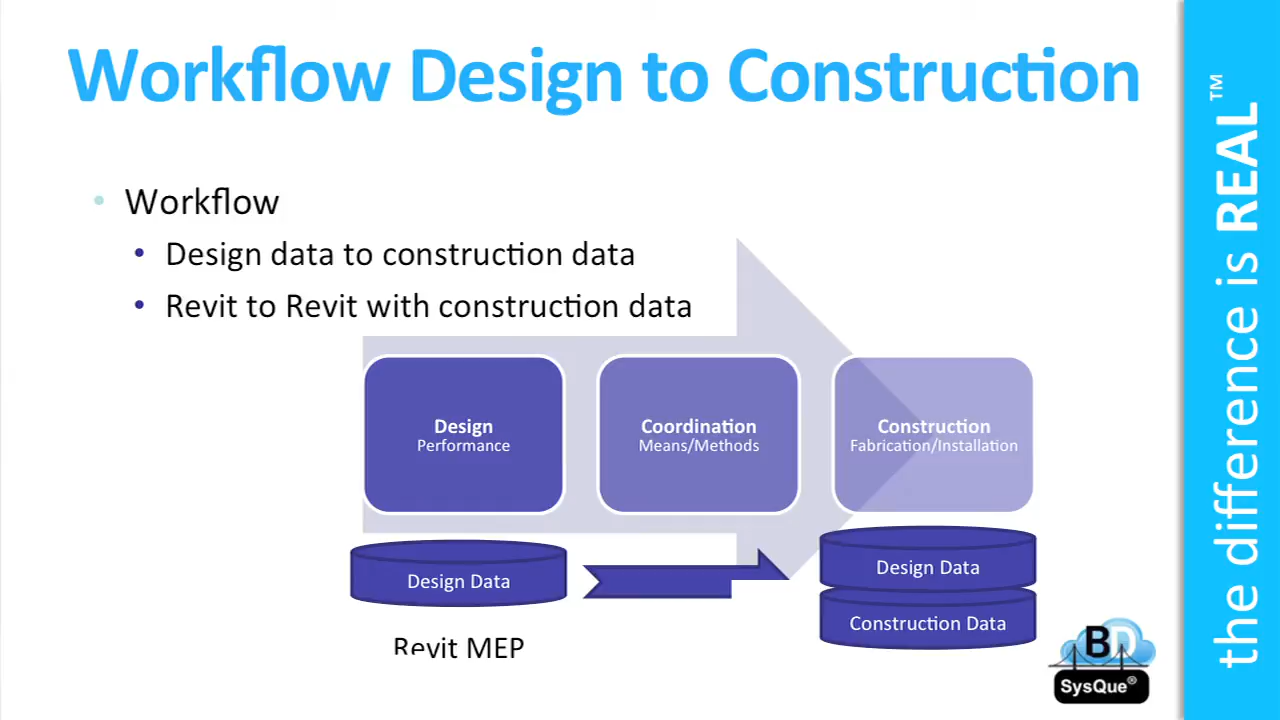 Workflow Design to Construction
• Workflow
• Design data to construction data
• Revit to Revit with construction data
Design
Performance
Coordination
Means/Methods
Construction
Fabrication/Installation
Design Data
Design Data
Construction Data
Revit MEP
BD
SysQue®
the difference is REAL™